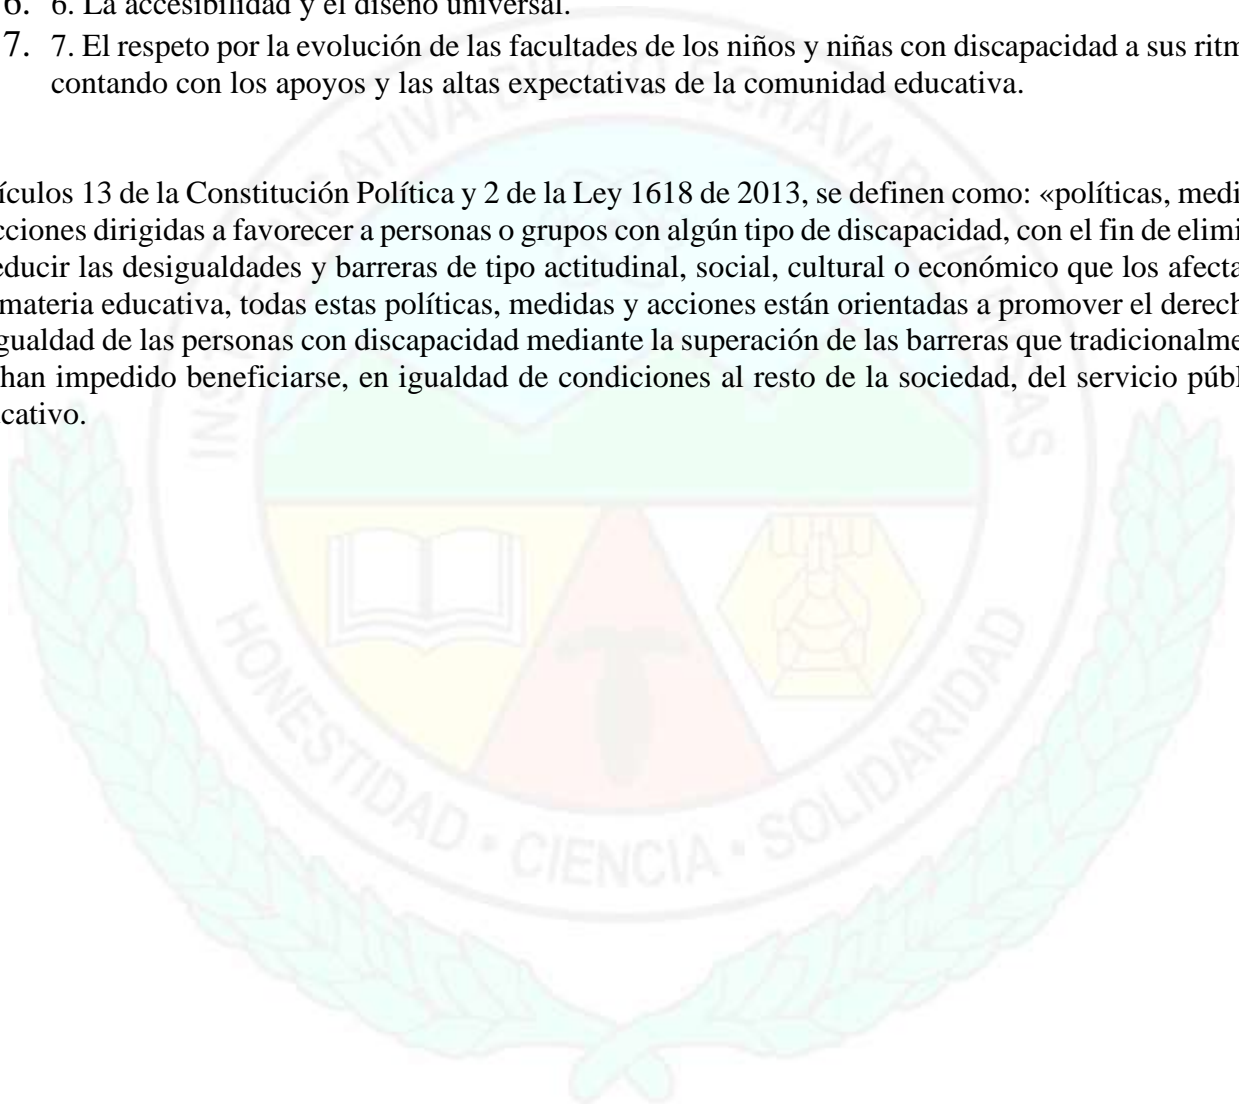 6. 6. La accesibilidad y el diseño universal.
7. 7. El respeto por la evolución de las facultades de los niños y niñas con discapacidad a sus ritm
contando con los apoyos y las altas expectativas de la comunidad educativa.
ículos 13 de la Constitución Política y 2 de la Ley 1618 de 2013, se definen como: «políticas, medi
cciones dirigidas a favorecer a personas o grupos con algún tipo de discapacidad, con el fin de elimi
educir las desigualdades y barreras de tipo actitudinal, social, cultural o económico que los afecta
materia educativa, todas estas políticas, medidas y acciones están orientadas a promover el derech
gualdad de las personas con discapacidad mediante la superación de las barreras que tradicionalme
han impedido beneficiarse, en igualdad de condiciones al resto de la sociedad, del servicio públ
cativo.
HONESTIDAD • CIENCIA • SOLIDARIDAD